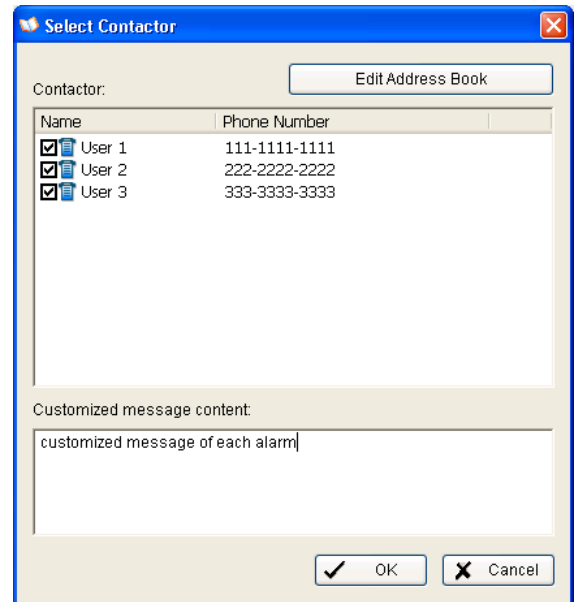 Select Contactor
Edit Address Book
Contactor:
Name Phone Number
User 1 111-1111-1111
User 2 222-2222-2222
User 3 333-3333-3333
Customized message content:
customized message of each alarm
OK Cancel